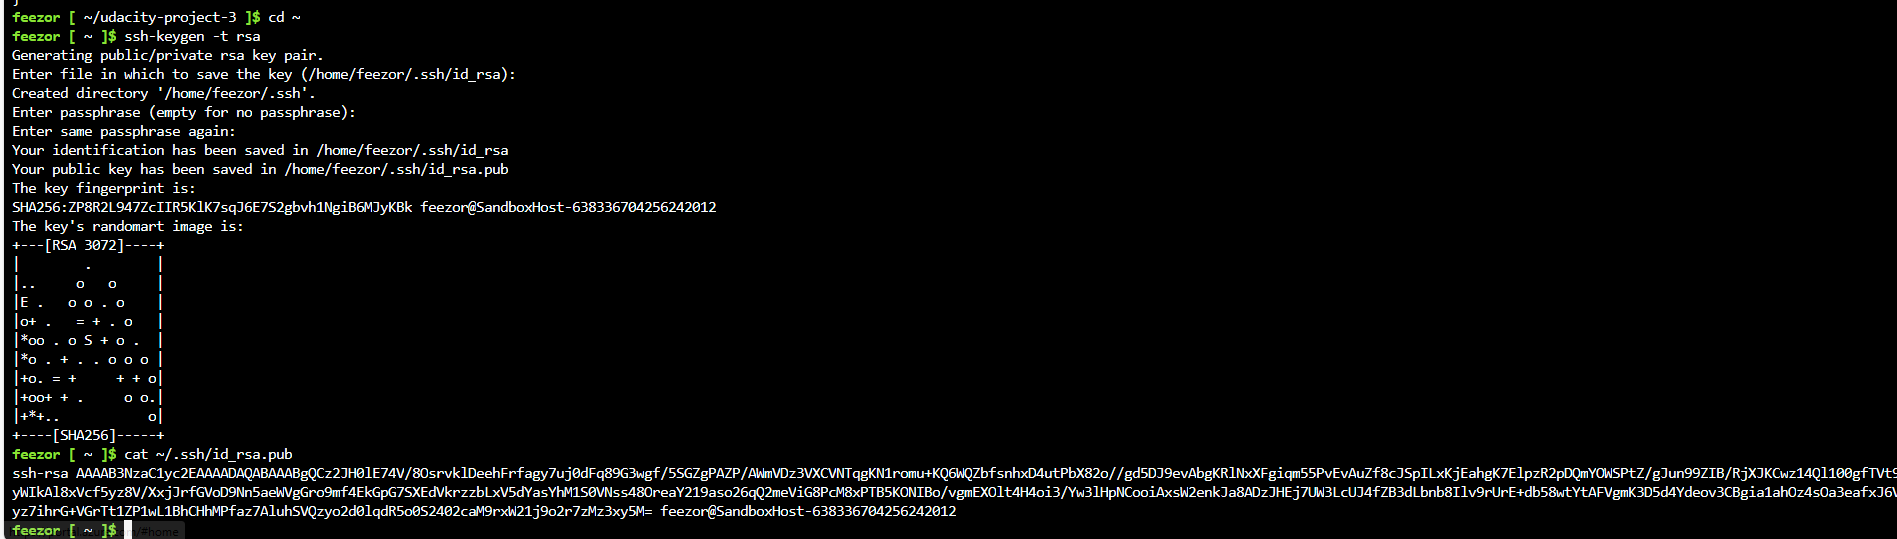 feezor [ ~/udacity-project-3 ]$ cd ~
feezor [ ~ ]$ ssh-keygen -t rsa
Generating public/private rsa key pair.
Enter file in which to save the key (/home/feezor/.ssh/id_rsa):
Created directory '/home/feezor/.ssh'.
Enter passphrase (empty for no passphrase):
Enter same passphrase again:
Your identification has been saved in /home/feezor/.ssh/id_rsa
Your public key has been saved in /home/feezor/.ssh/id_rsa.pub
The key fingerprint is:
SHA256:ZP8R2L947ZcIIR5KlK7sqJ6E7S2gbvh1NgiB6MJyKBk feezor@SandboxHost-638336704256242012
The key's randomart image is:
+---[RSA 3072]----+
|        .        |
|..     o   o     |
|E .   o o . o    |
|o+ .   = + . o   |
|*oo . o S + o .  |
|*o . + . . o o o |
|+o. = +     + + o|
|+oo+ + .     o o.|
|+*+..           o|
+----[SHA256]-----+
feezor [ ~ ]$ cat ~/.ssh/id_rsa.pub
ssh-rsa AAAAB3NzaC1yc2EAAAADAQABAAABgQCz2JH0lE74V/8OsrvklDeehFrfagy7uj0dFq89G3wgf/5SGZgPAZP/AWmVDz3VXCVNTqgKN1romu+KQ6WQZbfsnhxD4utPbX82o//gd5DJ9evAbgKRlNxXFgiqm55PvEvAuZf8cJSpILxKjEahgK7ElpzR2pDQmYOWSPtZ/gJun99ZIB/RjXJKCwz14Ql100gfTVt9
yWIkAl8xVcf5yz8V/XxjJrfGVoD9Nn5aeWVgGro9mf4EkGpG7SXEdVkrzzbLxV5dYasYhM1S0VNss48OreaY219aso26qQ2meViG8PcM8xPTB5KONIBo/vgmEXOlt4H4oi3/Yw3lHpNCooiAxsW2enkJa8ADzJHEj7UW3LcUJ4fZB3dLbnb8Ilv9rUrE+db58wtYtAFVgmK3D5d4Ydeov3CBgia1ahOz4sOa3eafxJ6V
yz7ihrG+VGrTt1ZP1wL1BhCHhMPfaz7AluhSVQzyo2d0lqdR5o0S2402caM9rxW21j9o2r7zMz3xy5M= feezor@SandboxHost-638336704256242012
feezor [ ~ ]$